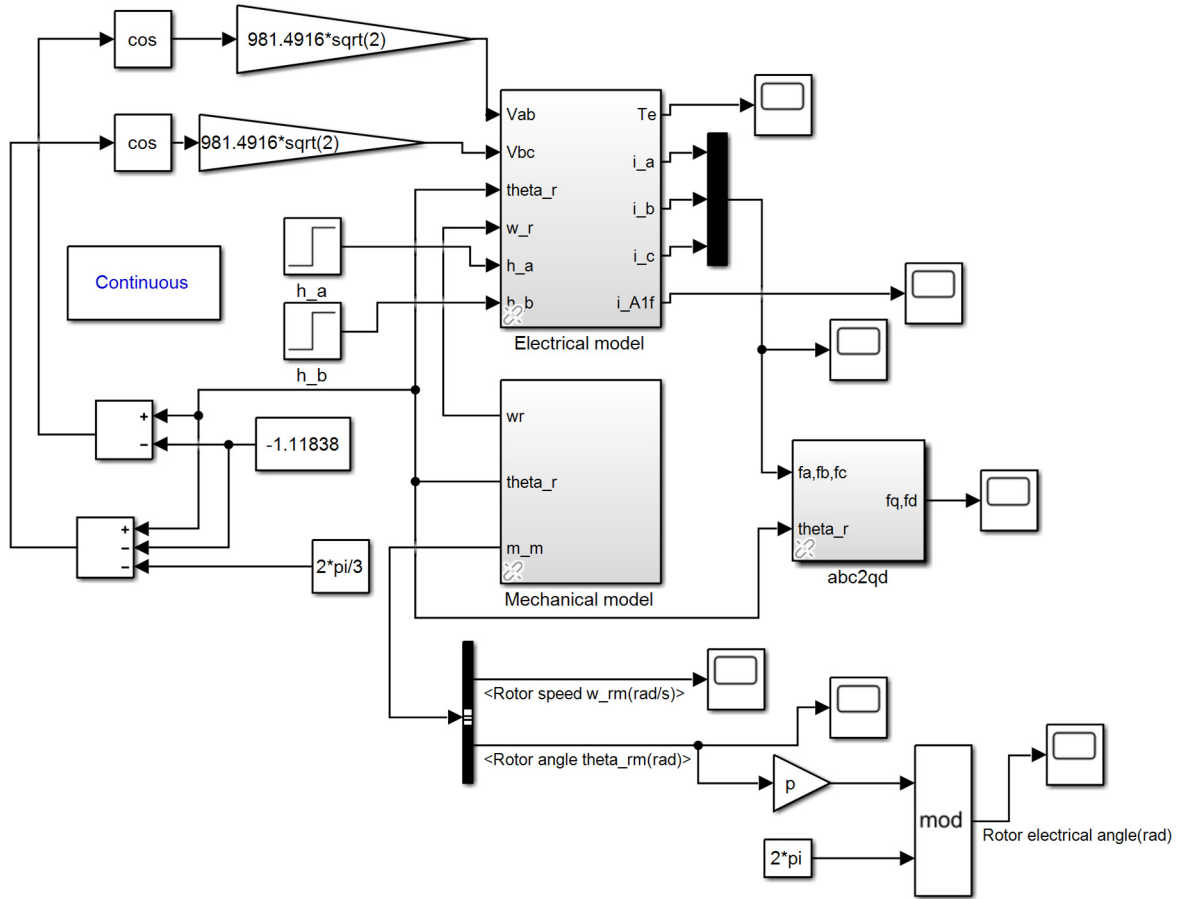 cos
981.4916*sqrt(2)
cos
981.4916*sqrt(2)
Vab
Vbc
theta_r
w_r
h_a
h_b
Te
i_a
i_b
i_c
i_A1f
Electrical model
h_a
h_b
Continuous
+
−
-1.11838
+
−
−
2*pi/3
wr
theta_r
m_m
Mechanical model
fa,fb,fc
theta_r
fq,fd
abc2qd
<Rotor speed w_rm(rad/s)>
<Rotor angle theta_rm(rad)>
p
2*pi
mod
Rotor electrical angle(rad)